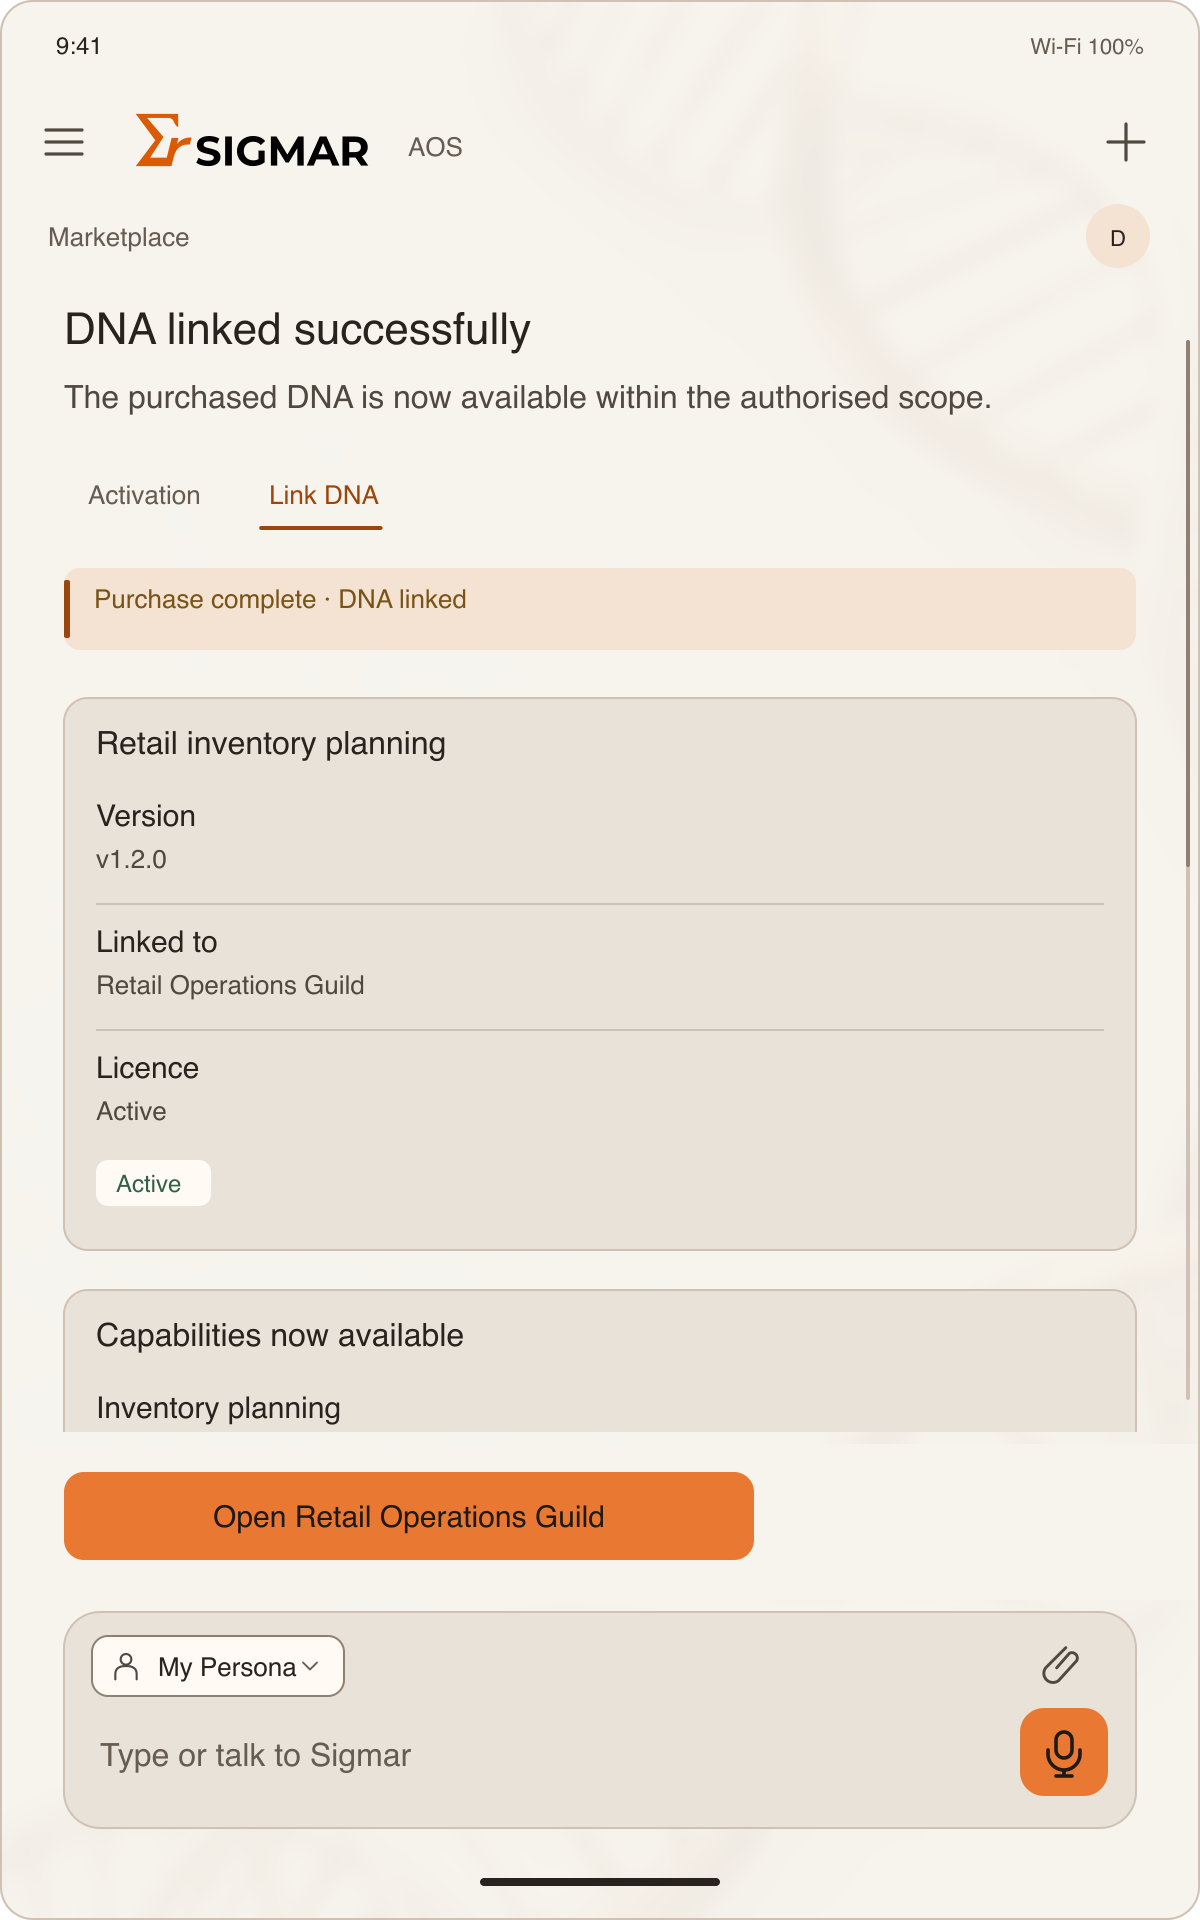 9:41
Wi-Fi 100%
Σr SIGMAR AOS
Marketplace
D
DNA linked successfully
The purchased DNA is now available within the authorised scope.
Activation
Link DNA
Purchase complete · DNA linked
Retail inventory planning
Version
v1.2.0
Linked to
Retail Operations Guild
Licence
Active
Active
Capabilities now available
Inventory planning
Open Retail Operations Guild
My Persona
Type or talk to Sigmar